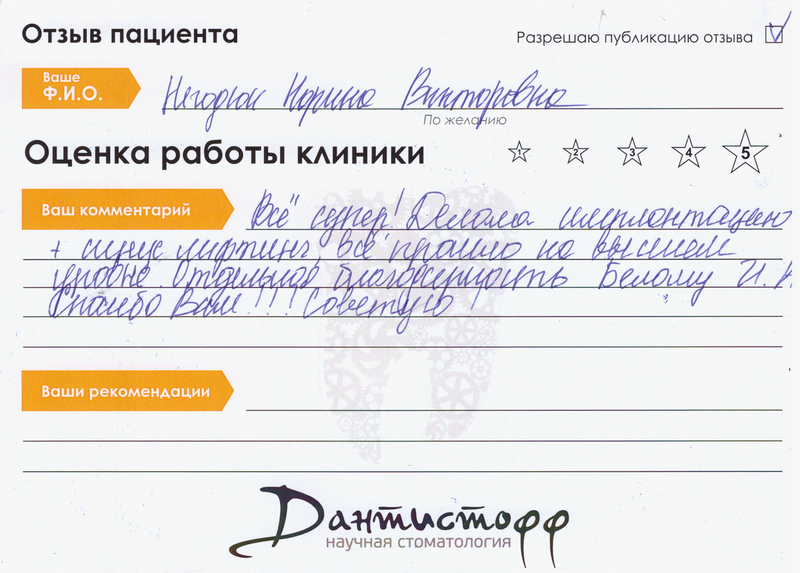 Отзыв пациента
Разрешаю публикацию отзыва
Ваше
Ф.И.О.
Негодюк Марина Викторовна
По желанию
Оценка работы клиники
1 2 3 4 5
Ваш комментарий
Всё супер! Делала имплантацию
+ синус лифтинг, всё прошло на высшем
уровне. Отдельная благодарность Белому И. Н.
Спасибо Вам!!! Советую!
Ваши рекомендации
Дантистофф
научная стоматология